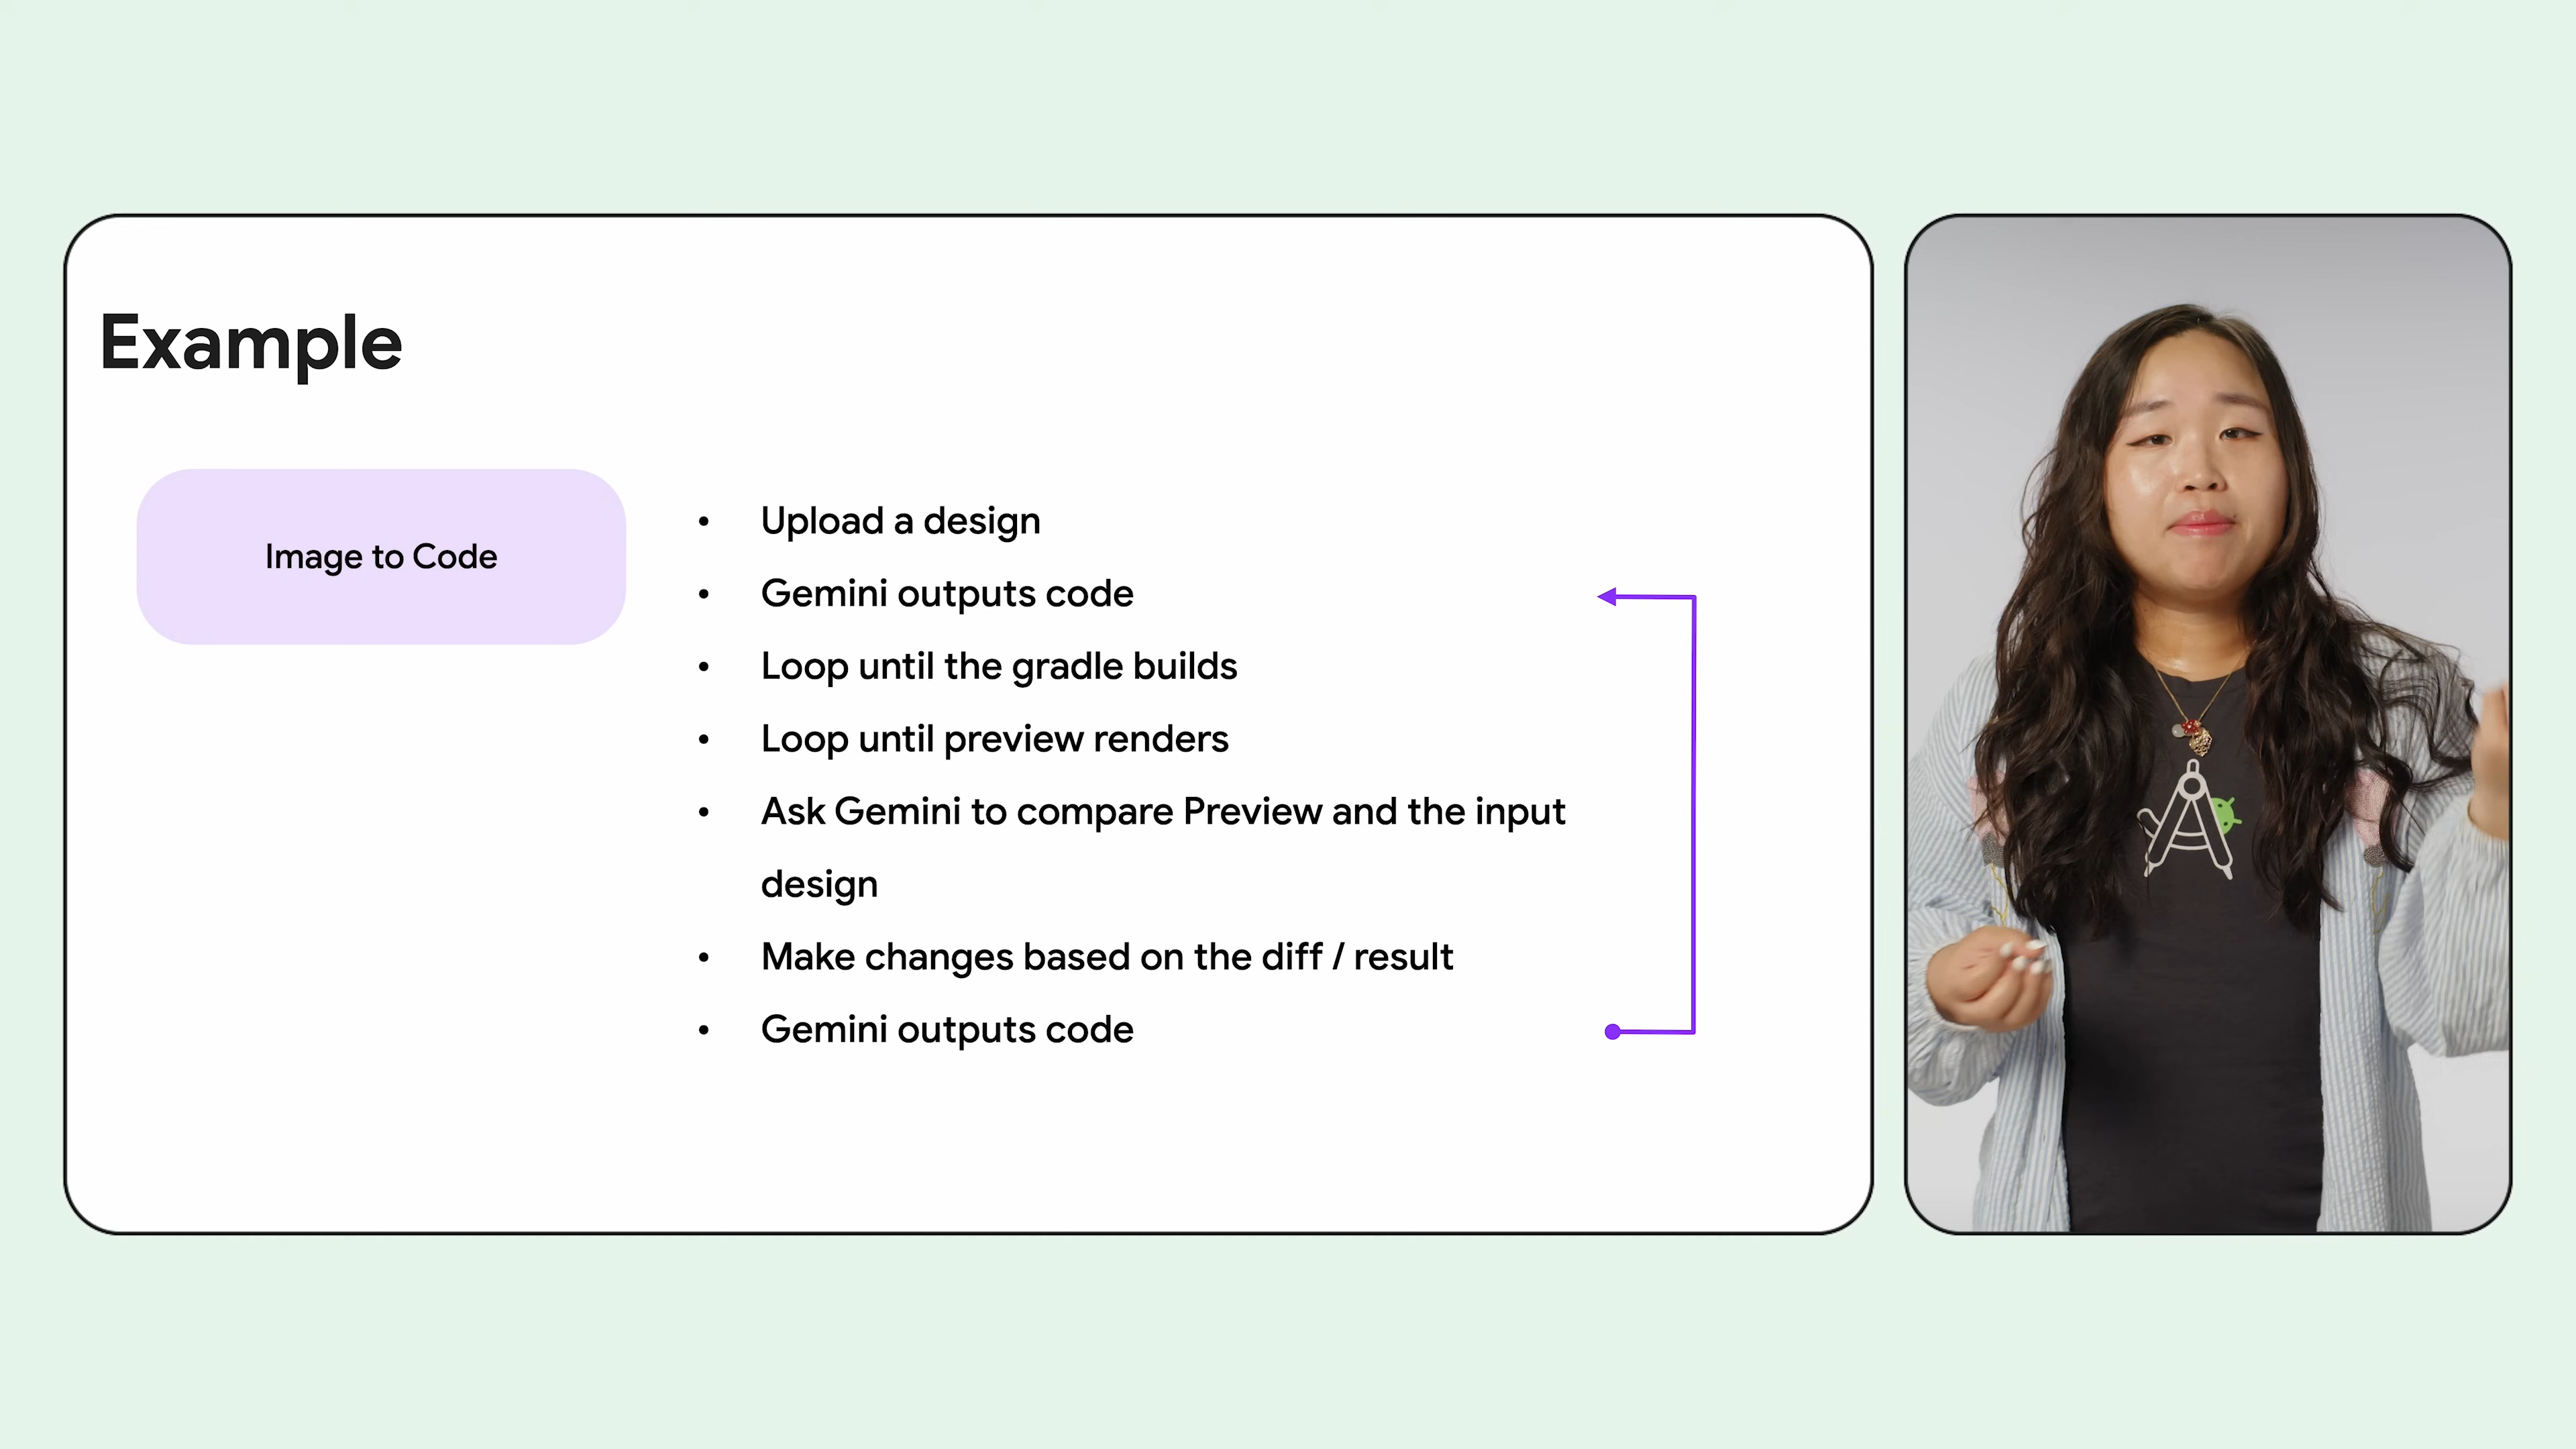 Example
Image to Code
• Upload a design
• Gemini outputs code
• Loop until the gradle builds
• Loop until preview renders
• Ask Gemini to compare Preview and the input
design
• Make changes based on the diff / result
• Gemini outputs code